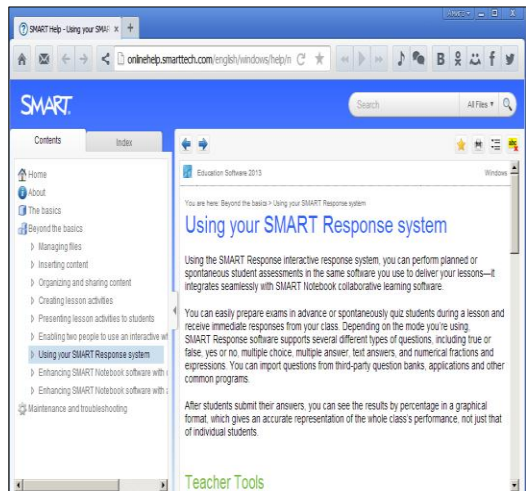 SMART Help - Using your SMAR
onlinehelp.smarttech.com/english/windows/help/n
SMART
Search
All Files
Contents
Index
Home
About
The basics
Beyond the basics
Managing files
Inserting content
Organizing and sharing content
Creating lesson activities
Presenting lesson activities to students
Enabling two people to use an interactive wh
Using your SMART Response system
Enhancing SMART Notebook software with
Enhancing SMART Notebook software with
Maintenance and troubleshooting
Education Software 2013
Windows
You are here: Beyond the basics > Using your SMART Response system
Using your SMART Response system
Using the SMART Response interactive response system, you can perform planned or
spontaneous student assessments in the same software you use to deliver your lessons—it
integrates seamlessly with SMART Notebook collaborative learning software.
You can easily prepare exams in advance or spontaneously quiz students during a lesson and
receive immediate responses from your class. Depending on the mode you're using,
SMART Response software supports several different types of questions, including true or
false, yes or no, multiple choice, multiple answer, text answers, and numerical fractions and
expressions. You can import questions from third-party question banks, applications and other
common programs.
After students submit their answers, you can see the results by percentage in a graphical
format, which gives an accurate representation of the whole class's performance, not just that
of individual students.
Teacher Tools